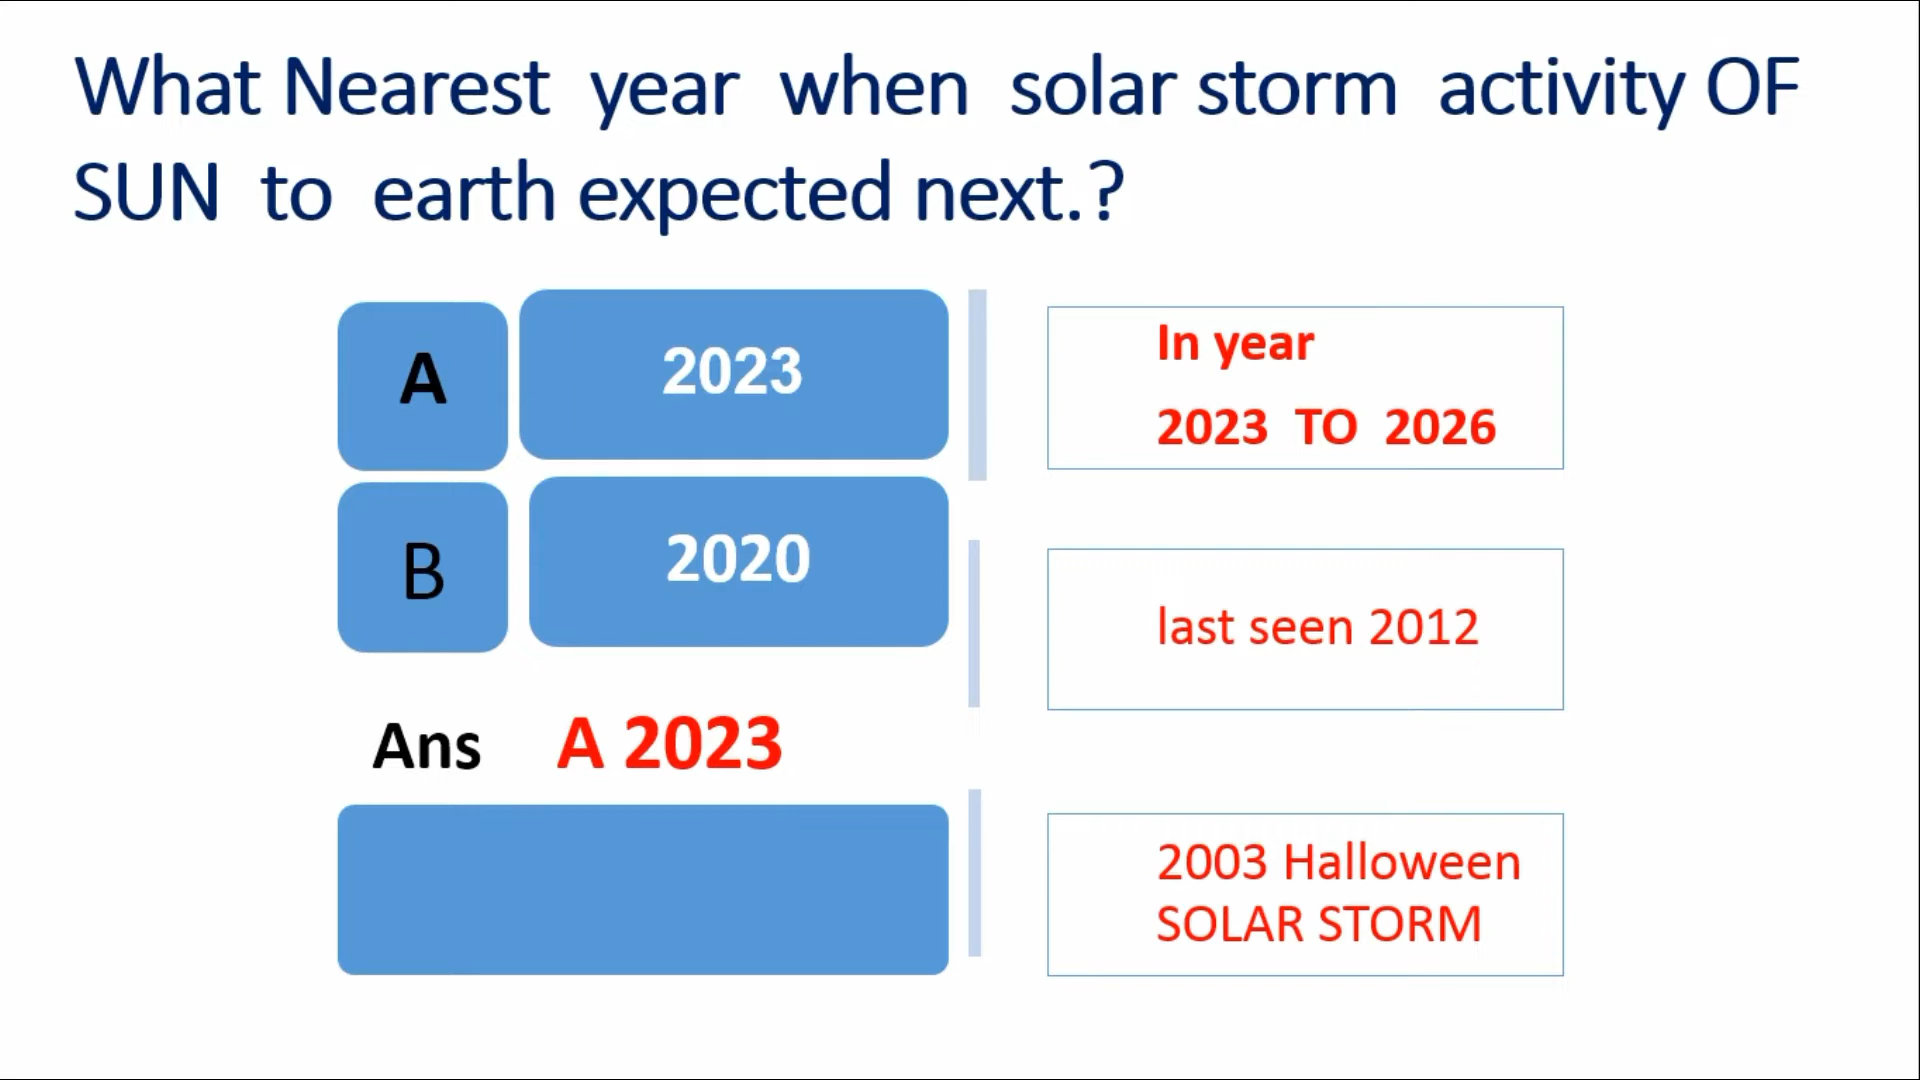 What Nearest year when solar storm activity OF
SUN to earth expected next.?
A
2023
B
2020
Ans A 2023
In year
2023 TO 2026
last seen 2012
2003 Halloween
SOLAR STORM